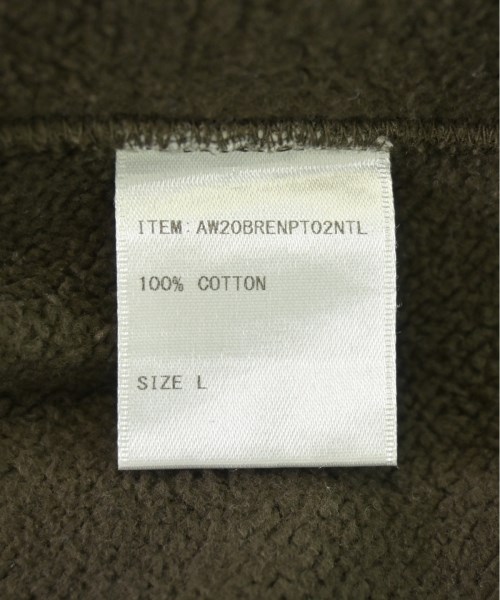 ITEM: AW20BRENPT02NTL
100% COTTON
SIZE L